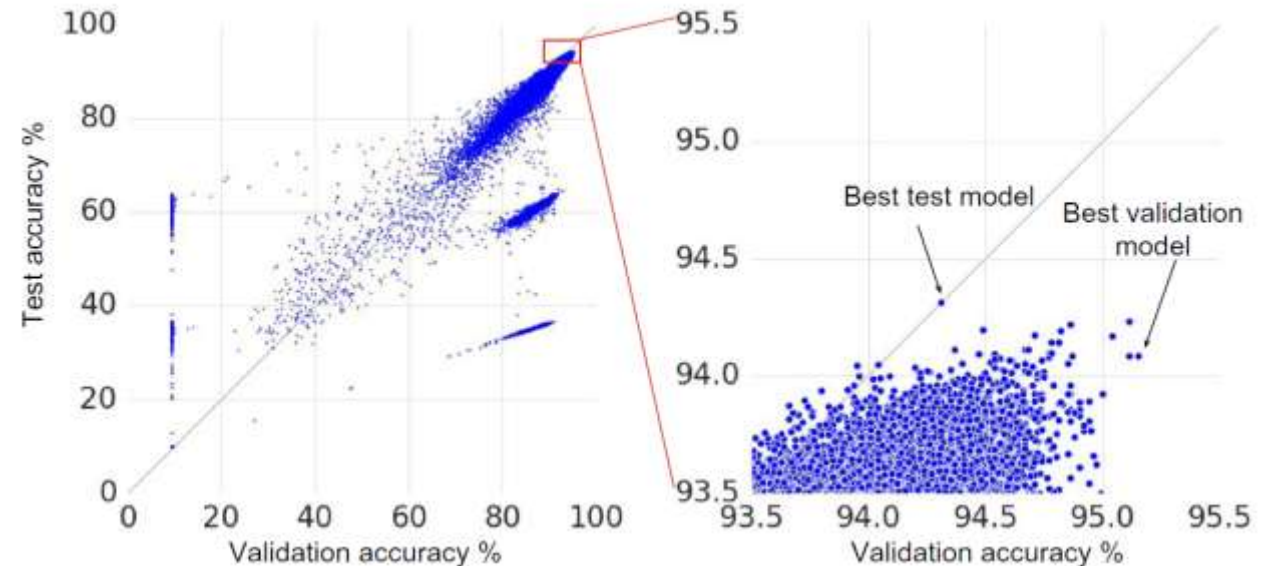 100
80
60
40
20
0
0 20 40 60 80 100
Test accuracy %
Validation accuracy %
95.5
95.0
94.5
94.0
93.5
93.5 94.0 94.5 95.0 95.5
Best test model
Best validation
model
Validation accuracy %